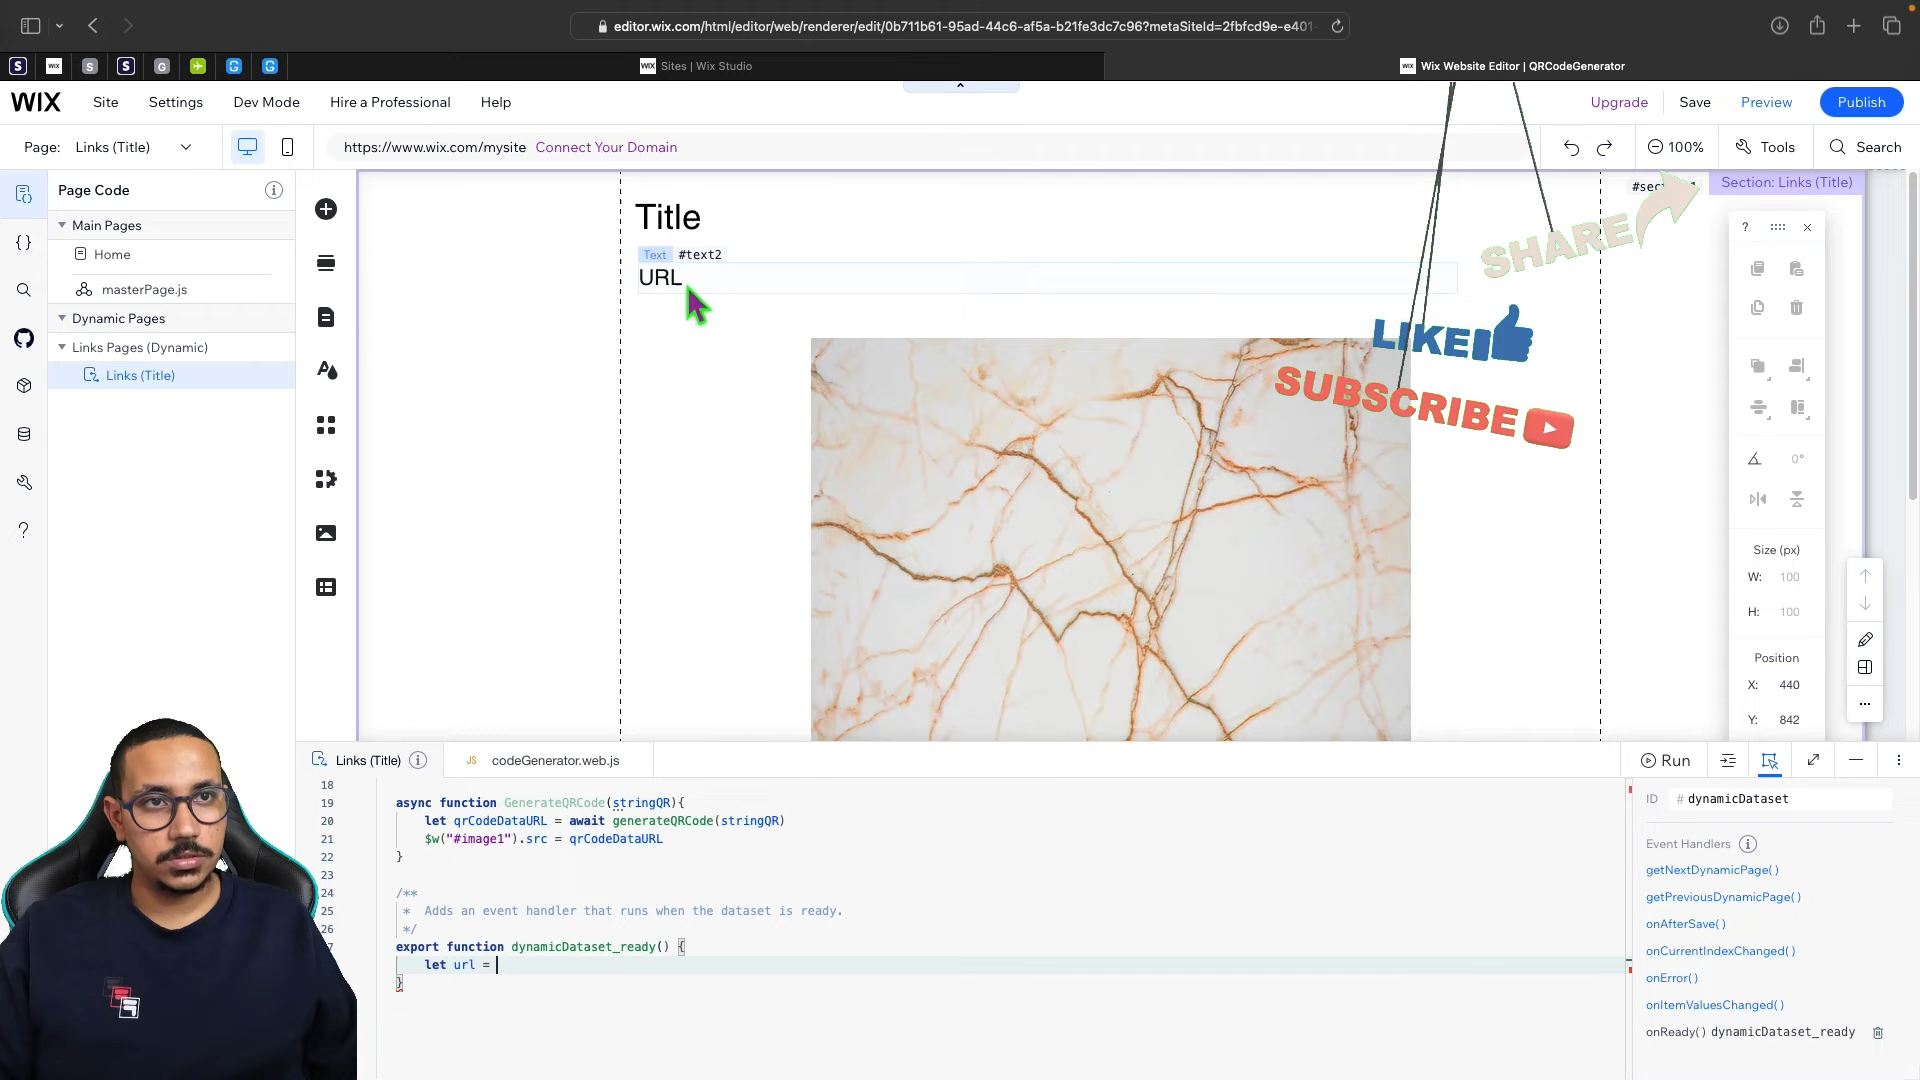 editor.wix.com/html/editor/web/renderer/edit/0b711b61-95ad-44c6-af5a-b21fe3dc7c96?metaSiteId=2fbfcd9e-e401-
S WIX S S G G G WIX Sites | Wix Studio WIX Wix Website Editor | QRCodeGenerator
WIX Site Settings Dev Mode Hire a Professional Help Upgrade Save Preview Publish
Page: Links (Title) https://www.wix.com/mysite Connect Your Domain 100% Tools Search
Page Code
Main Pages
Home
masterPage.js
Dynamic Pages
Links Pages (Dynamic)
Links (Title)
Section: Links (Title)
Title
Text #text2
URL
SHARE
LIKE
SUBSCRIBE
?
0°
Size (px)
W: 100
H: 100
Position
X: 440
Y: 842
Links (Title) JS codeGenerator.web.js Run
18
19 async function GenerateQRCode(stringQR){
20 let qrCodeDataURL = await generateQRCode(stringQR)
21 $w("#image1").src = qrCodeDataURL
22 }
23
24 /**
25 * Adds an event handler that runs when the dataset is ready.
26 */
7 export function dynamicDataset_ready() {
let url =
}
ID # dynamicDataset
Event Handlers
getNextDynamicPage( )
getPreviousDynamicPage( )
onAfterSave( )
onCurrentIndexChanged( )
onError( )
onItemValuesChanged( )
onReady( ) dynamicDataset_ready